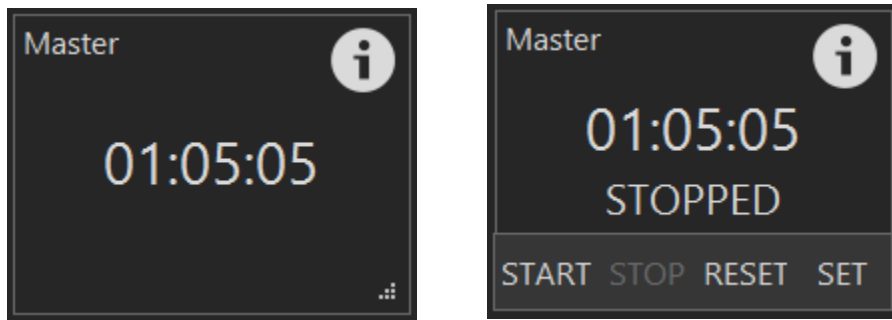 Master
01:05:05
Master
01:05:05
STOPPED
START STOP RESET SET